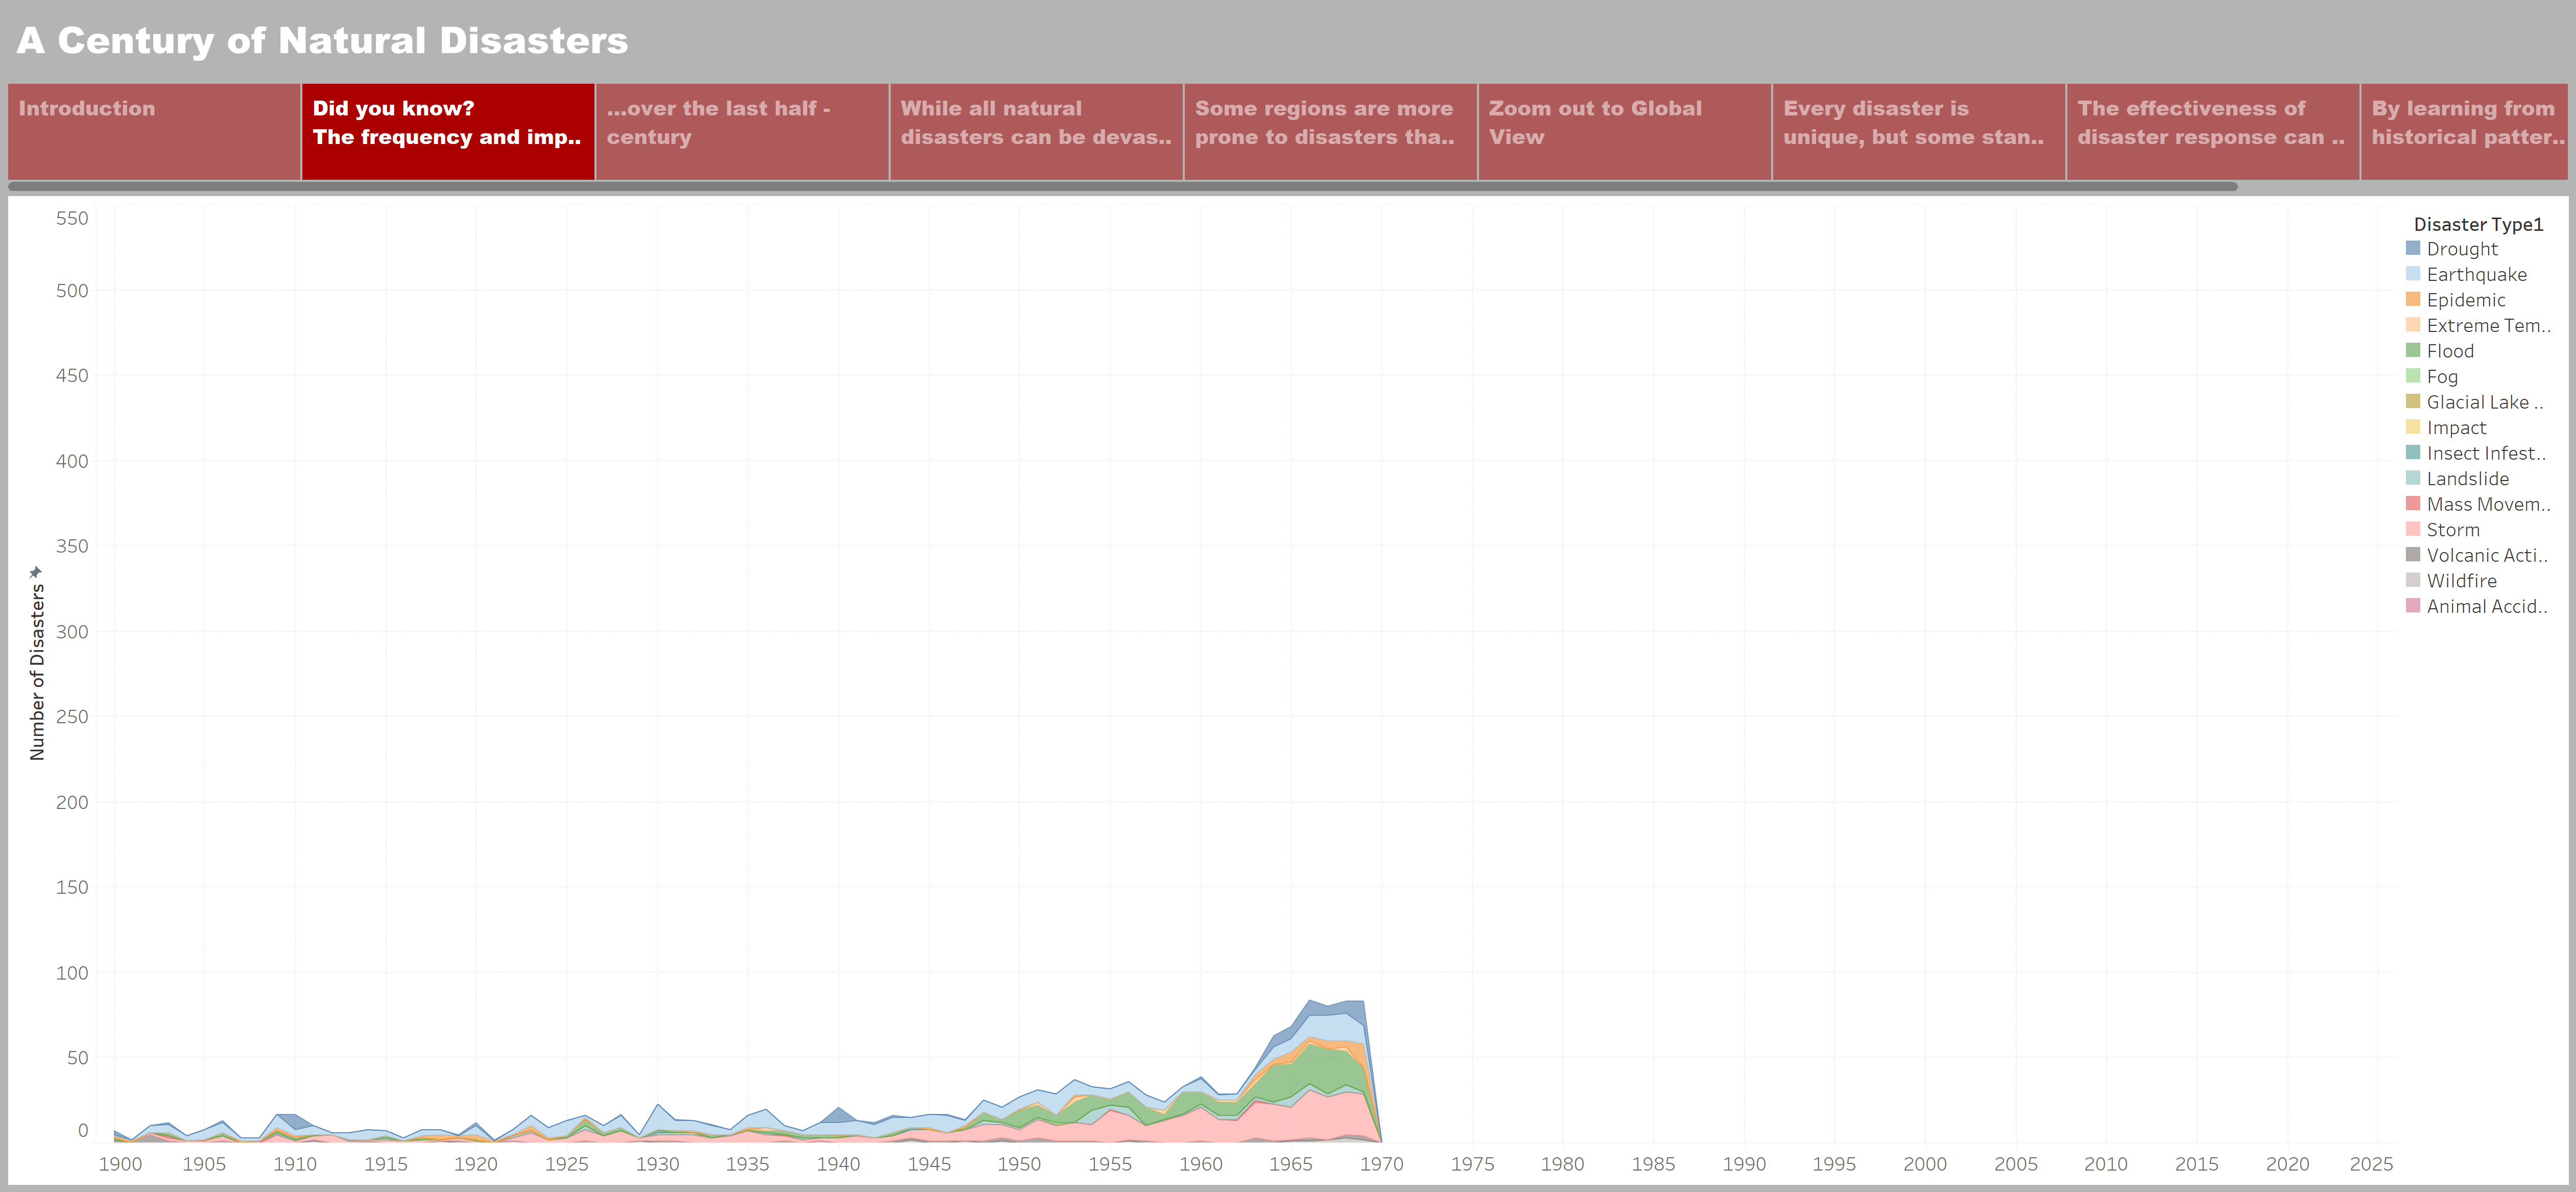 A Century of Natural Disasters
Introduction
Did you know?
The frequency and imp..
...over the last half -
century
While all natural
disasters can be devas..
Some regions are more
prone to disasters tha..
Zoom out to Global
View
Every disaster is
unique, but some stan..
The effectiveness of
disaster response can ..
By learning from
historical patter..
550
500
450
400
350
300
250
200
150
100
50
0
Number of Disasters
1900 1905 1910 1915 1920 1925 1930 1935 1940 1945 1950 1955 1960 1965 1970 1975 1980 1985 1990 1995 2000 2005 2010 2015 2020 2025
Disaster Type1
Drought
Earthquake
Epidemic
Extreme Tem..
Flood
Fog
Glacial Lake ..
Impact
Insect Infest..
Landslide
Mass Movem..
Storm
Volcanic Acti..
Wildfire
Animal Accid..